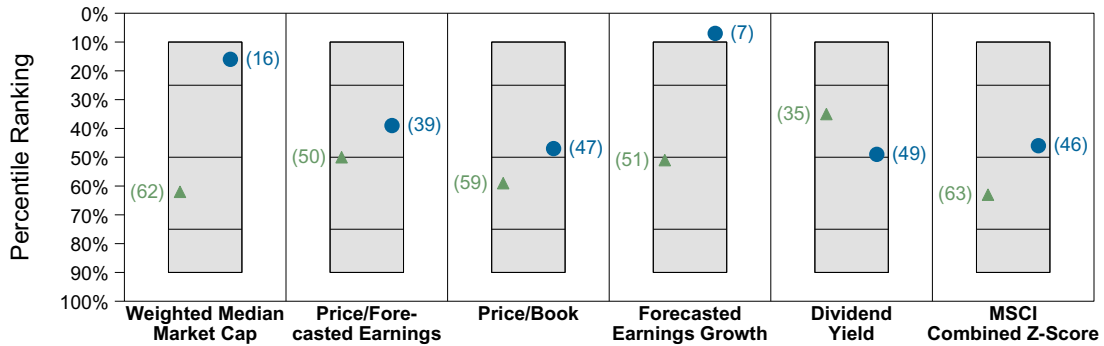 Percentile Ranking
0%
10%
20%
30%
40%
50%
60%
70%
80%
90%
100%
(16)
(62)
(39)
(50)
(47)
(59)
(7)
(51)
(35)
(49)
(46)
(63)
Weighted Median
Market Cap
Price/Fore-
casted Earnings
Price/Book
Forecasted
Earnings Growth
Dividend
Yield
MSCI
Combined Z-Score